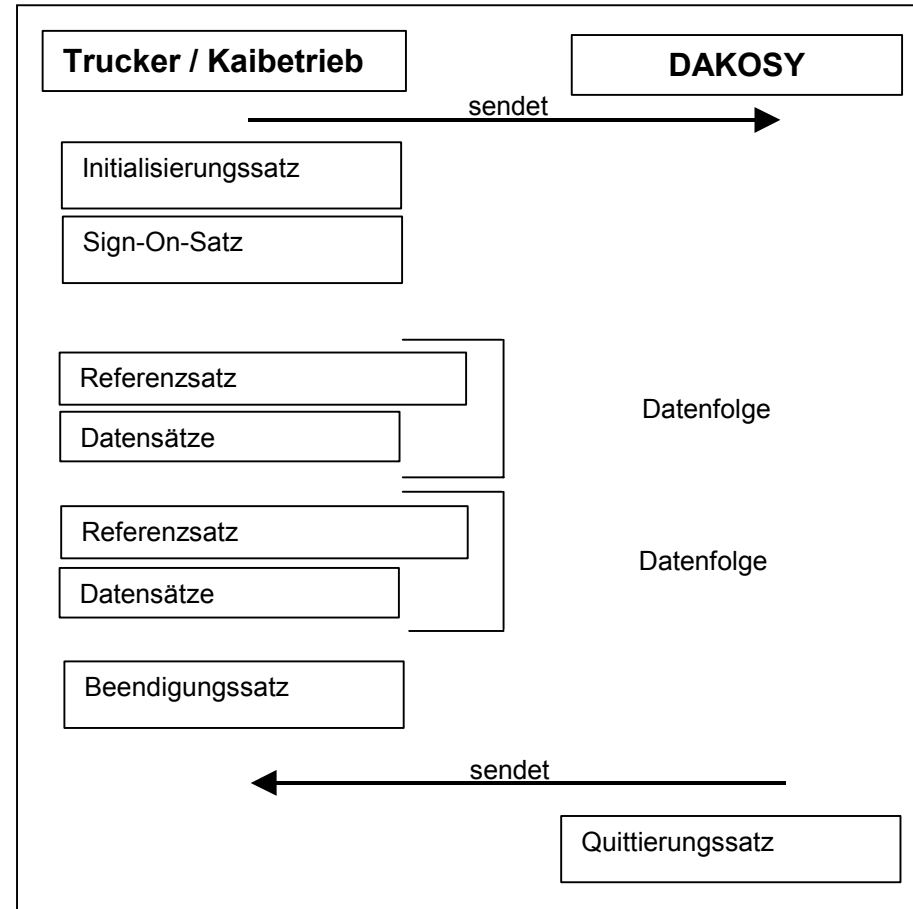 Trucker / Kaibetrieb
DAKOSY
sendet
Initialisierungssatz
Sign-On-Satz
Referenzsatz
Datensätze
Datenfolge
Referenzsatz
Datensätze
Datenfolge
Beendigungssatz
sendet
Quittierungssatz